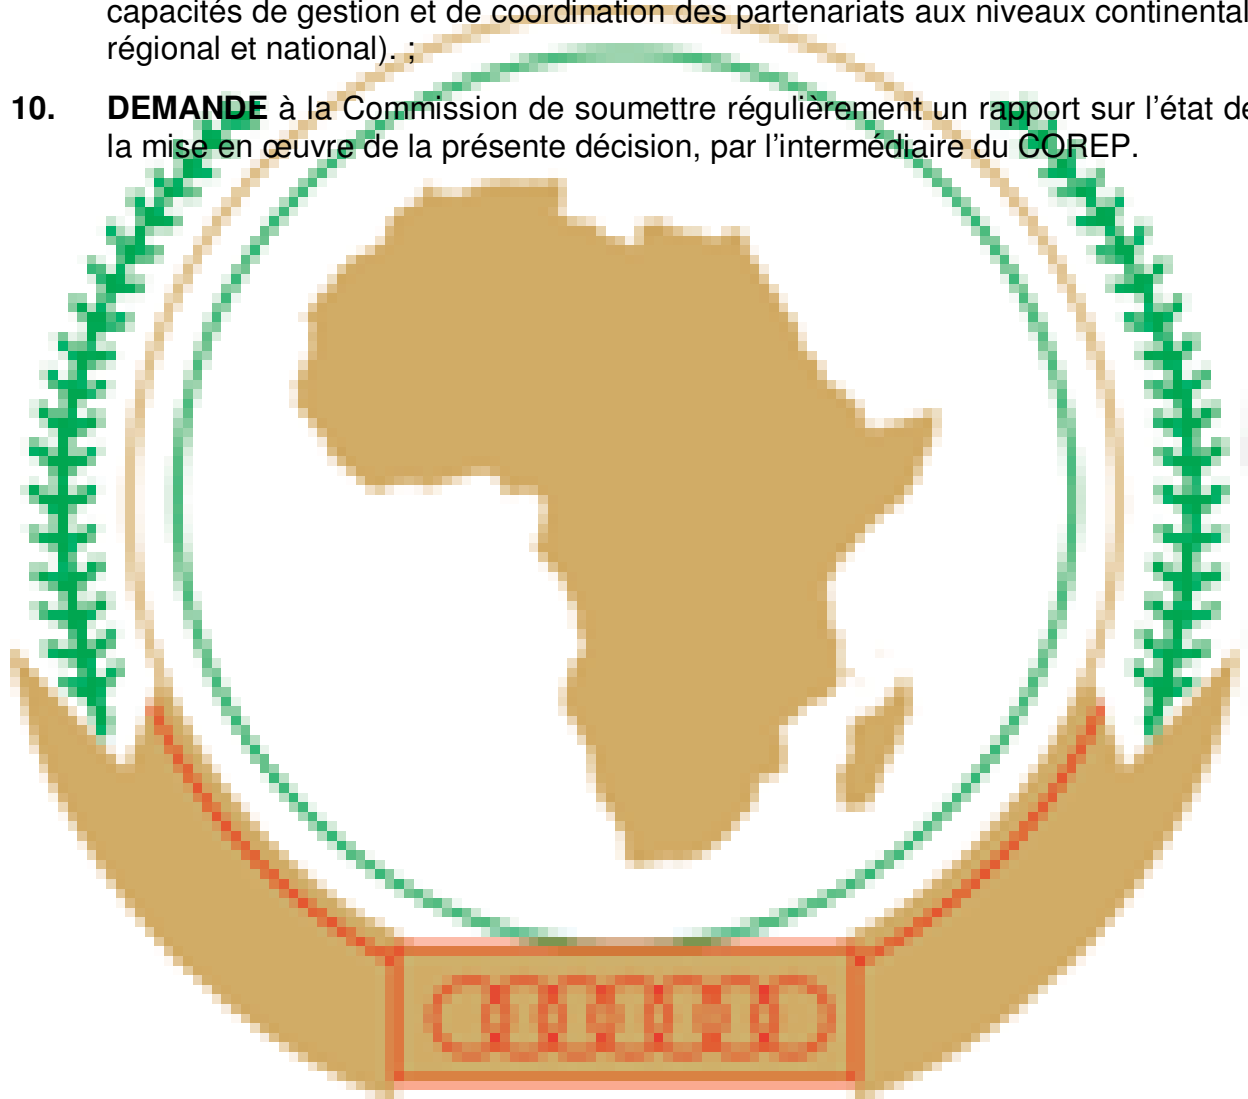 capacités de gestion et de coordination des partenariats aux niveaux continental
régional et national). ;
10. DEMANDE à la Commission de soumettre régulièrement un rapport sur l’état de
la mise en œuvre de la présente décision, par l’intermédiaire du COREP.